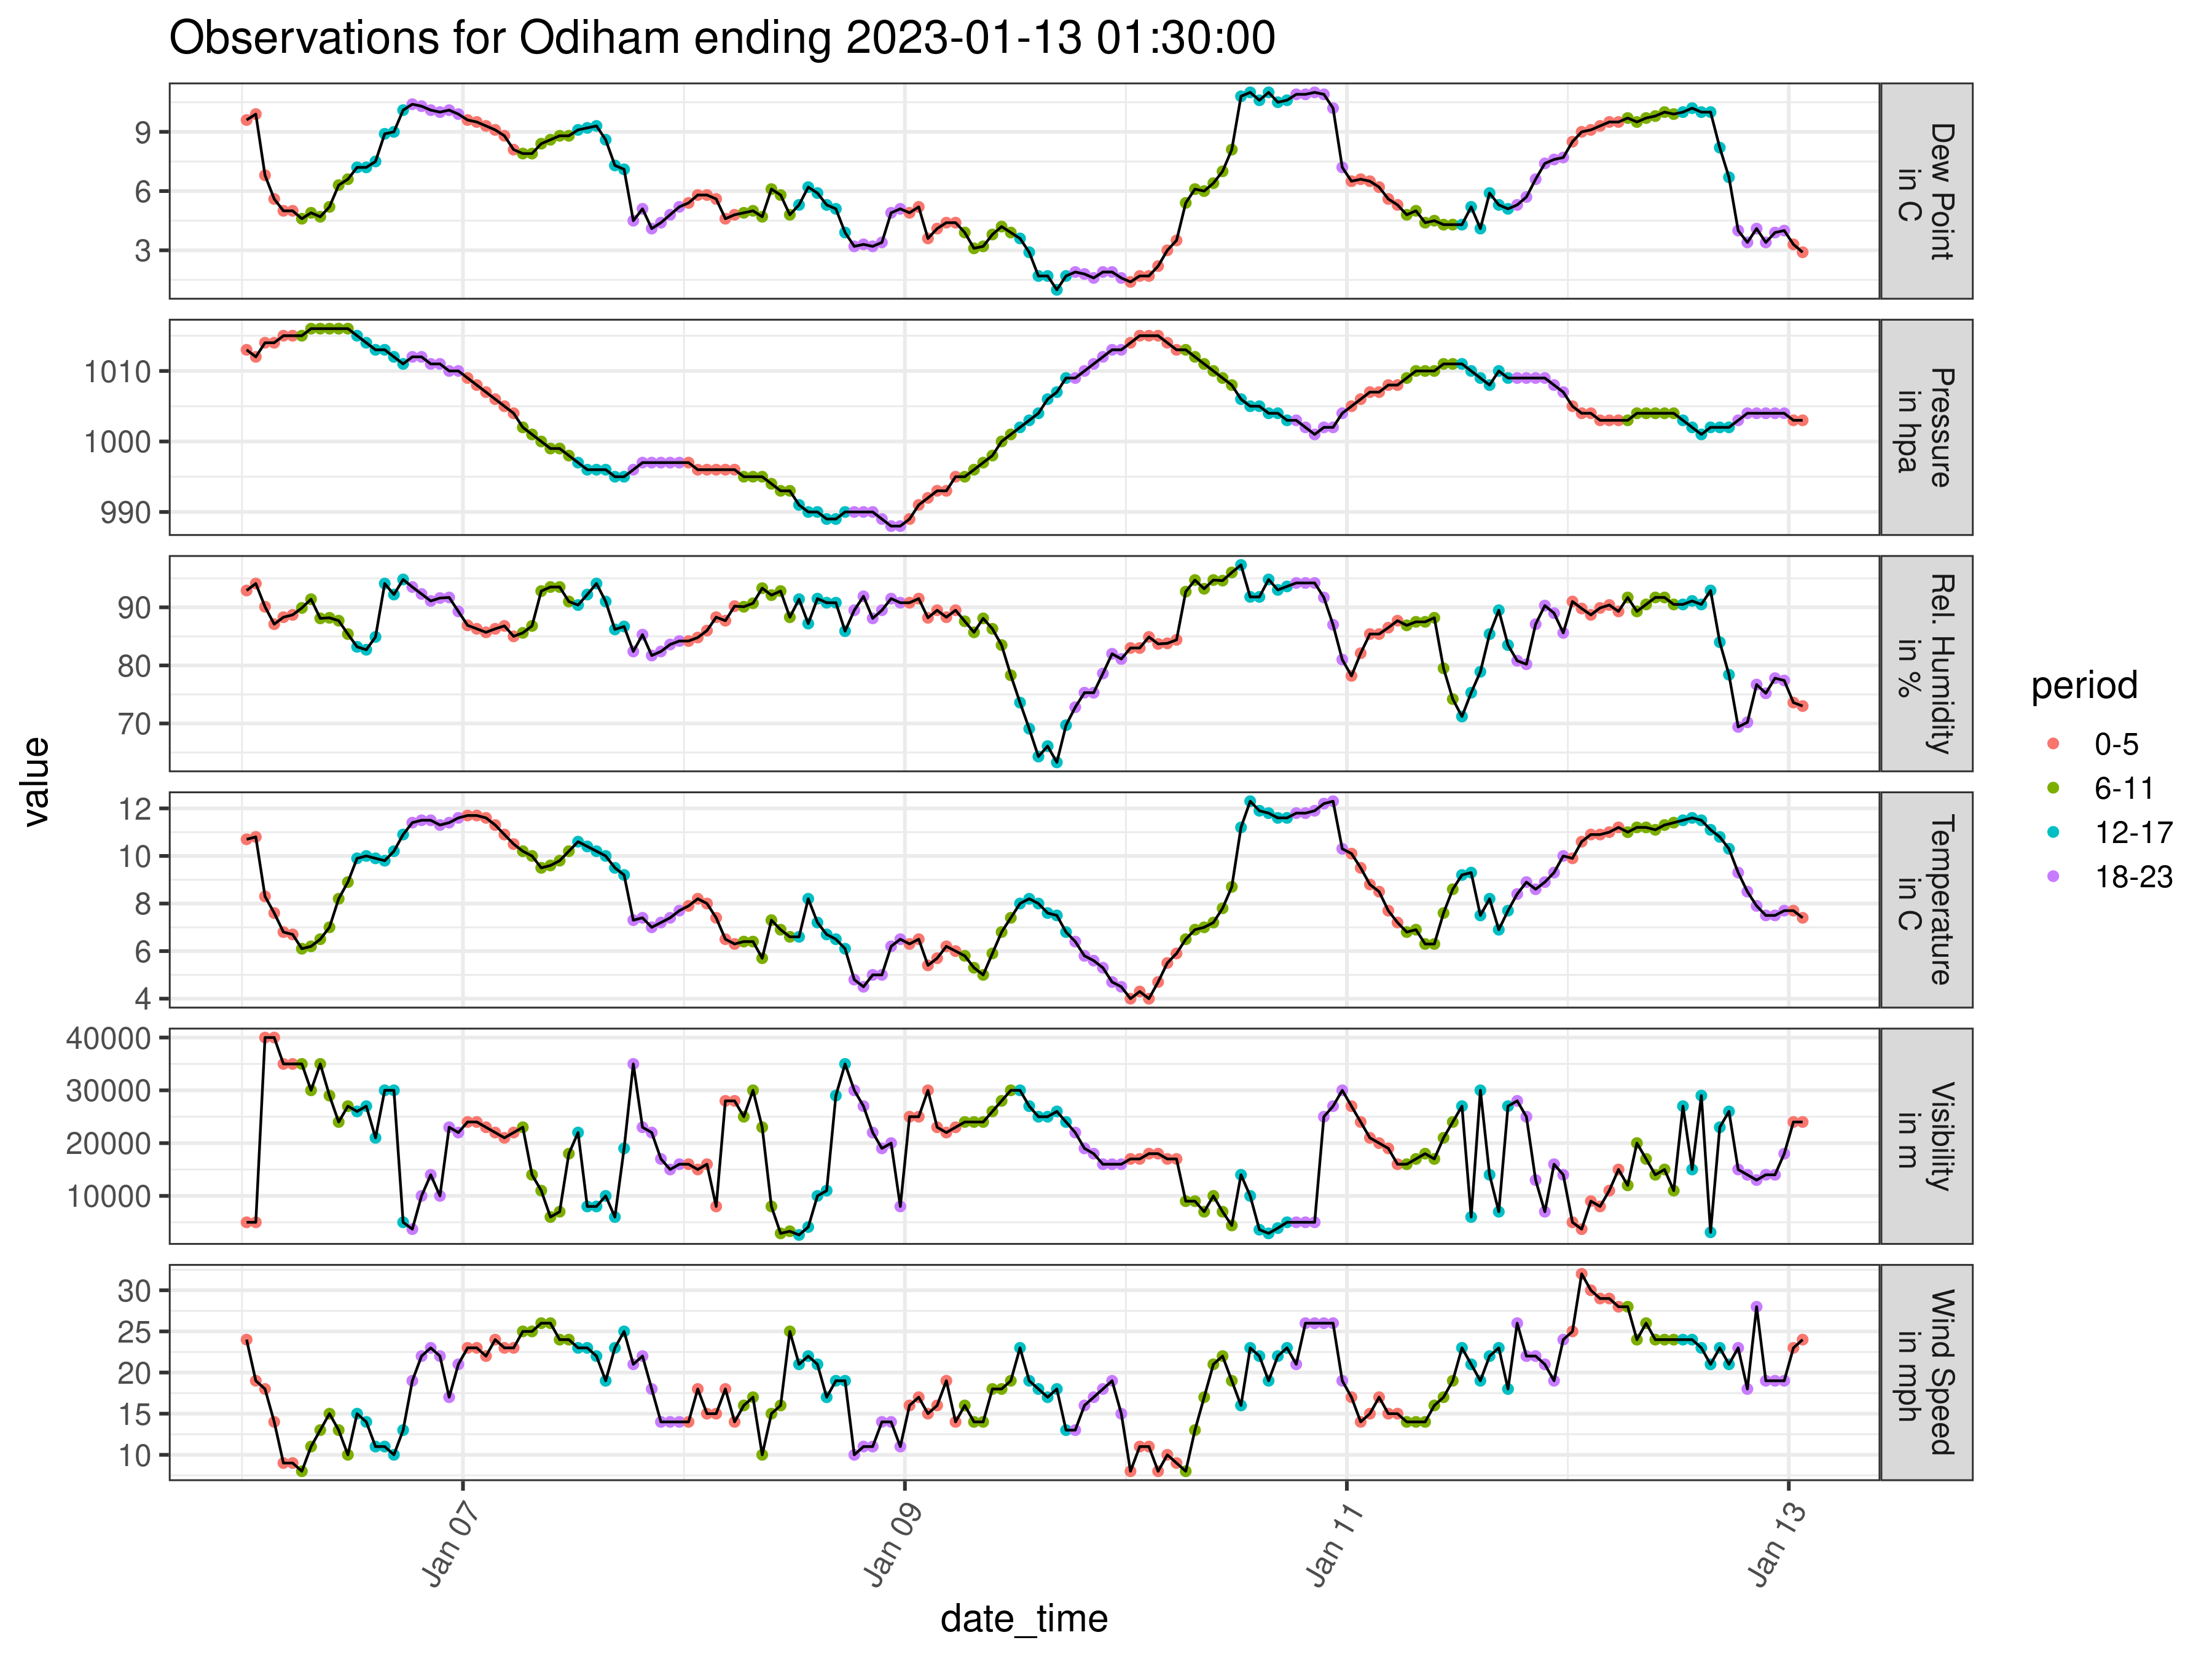 Observations for Odiham ending 2023-01-13 01:30:00
9
6
3
Dew Point
in C
1010
1000
990
Pressure
in hpa
90
80
70
Rel. Humidity
in %
12
10
8
6
4
Temperature
in C
40000
30000
20000
10000
Visibility
in m
30
25
20
15
10
Wind Speed
in mph
value
Jan 07
Jan 09
Jan 11
Jan 13
date_time
period
0-5
6-11
12-17
18-23